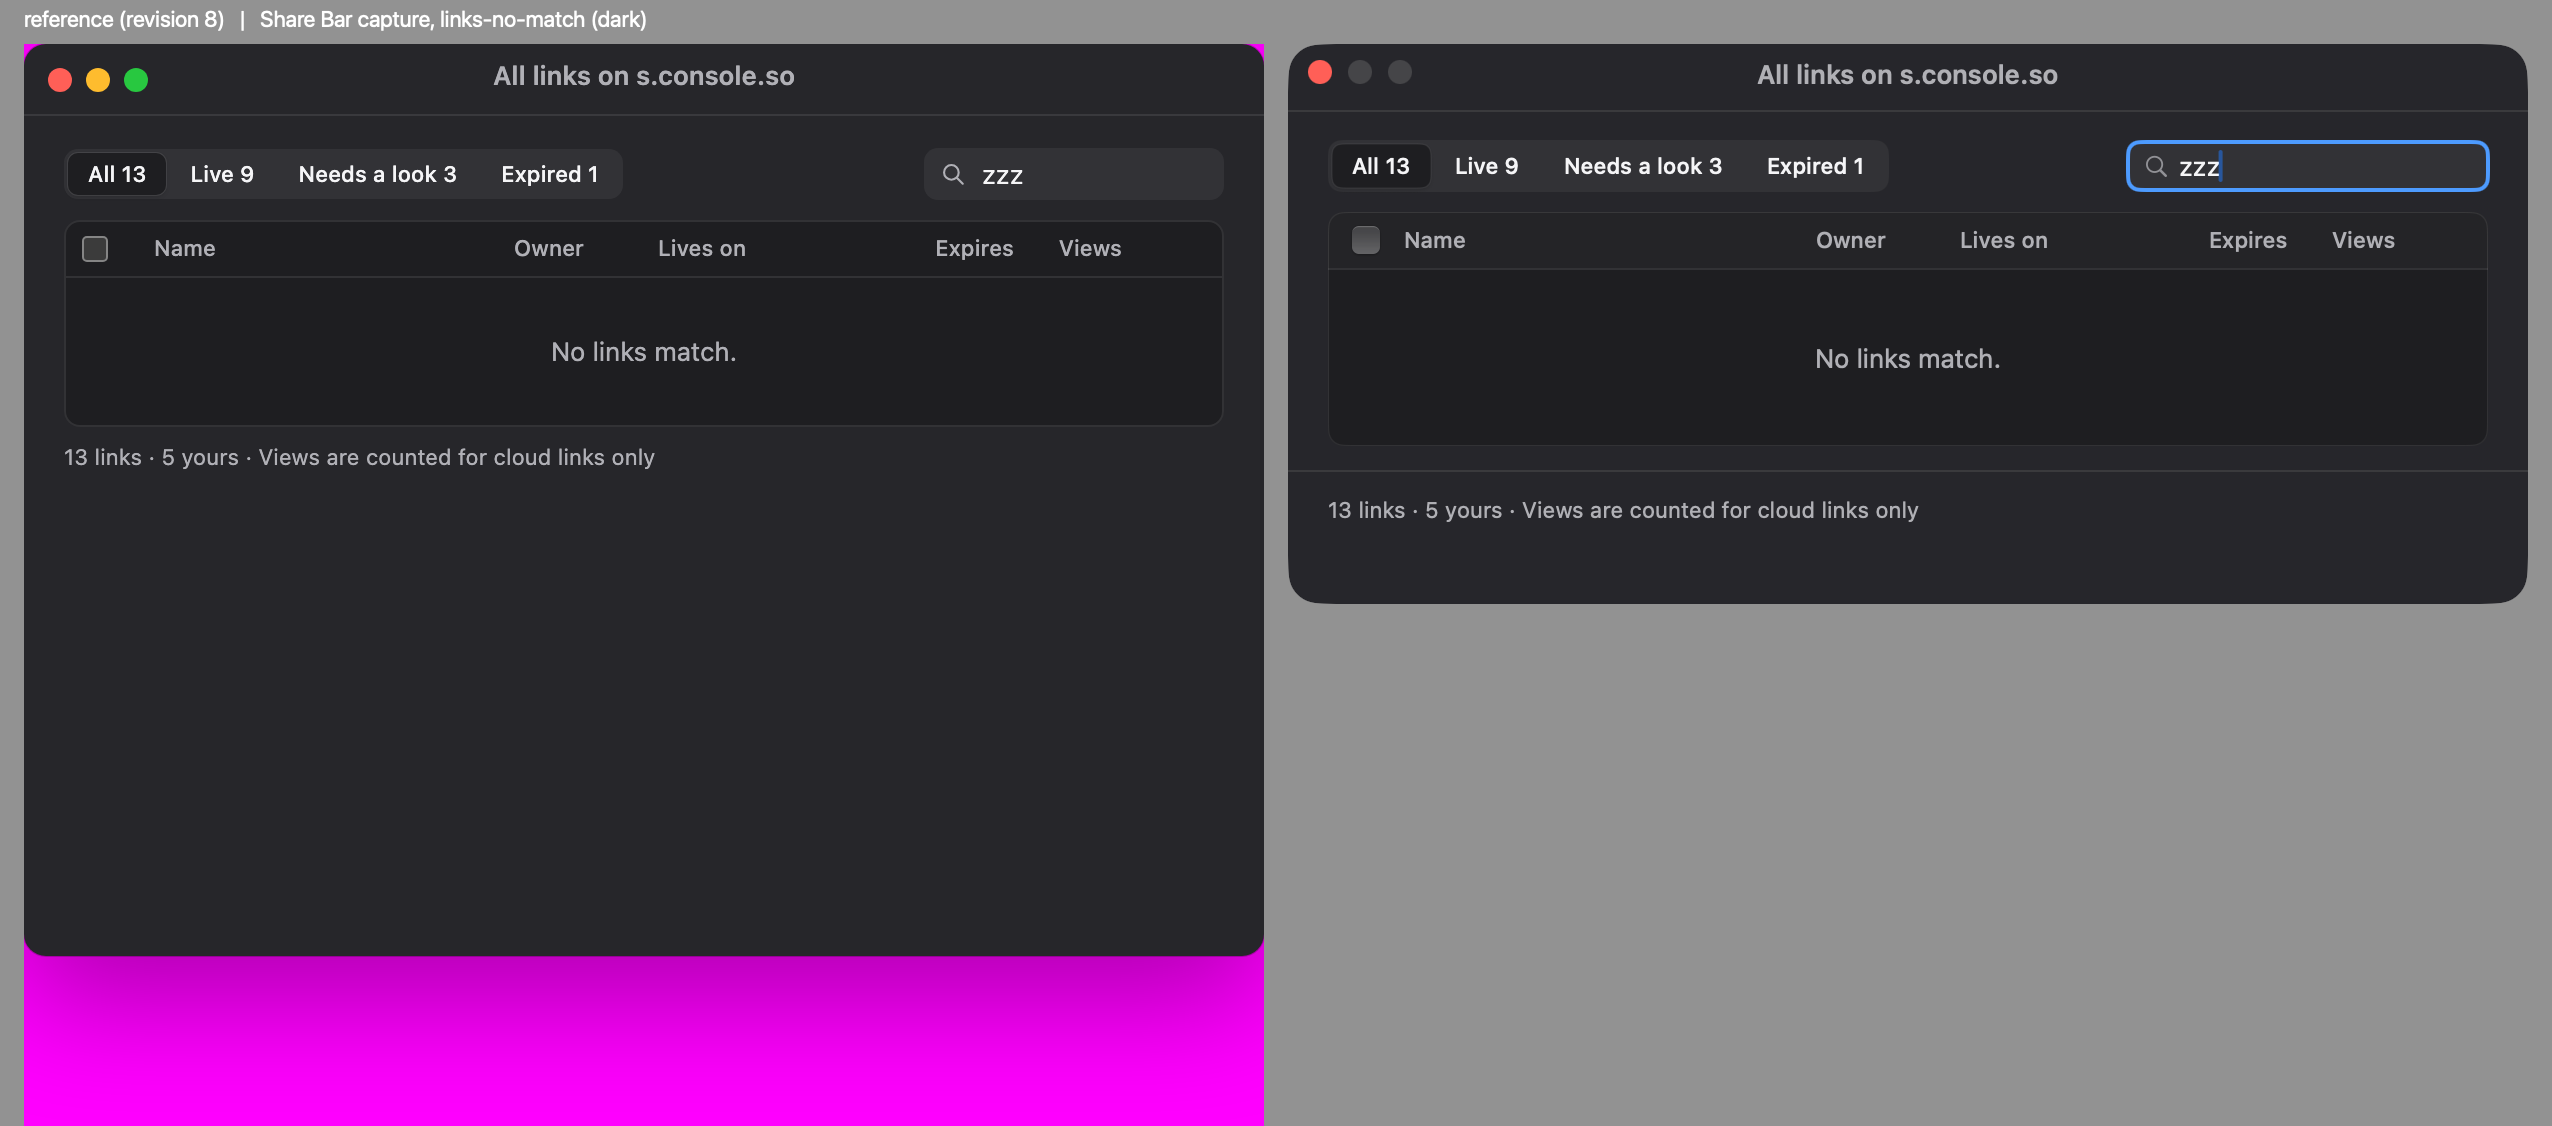 reference (revision 8) | Share Bar capture, links-no-match (dark)
All links on s.console.so
All 13 Live 9 Needs a look 3 Expired 1 zzz
Name Owner Lives on Expires Views
No links match.
13 links · 5 yours · Views are counted for cloud links only
All links on s.console.so
All 13 Live 9 Needs a look 3 Expired 1 zzz
Name Owner Lives on Expires Views
No links match.
13 links · 5 yours · Views are counted for cloud links only